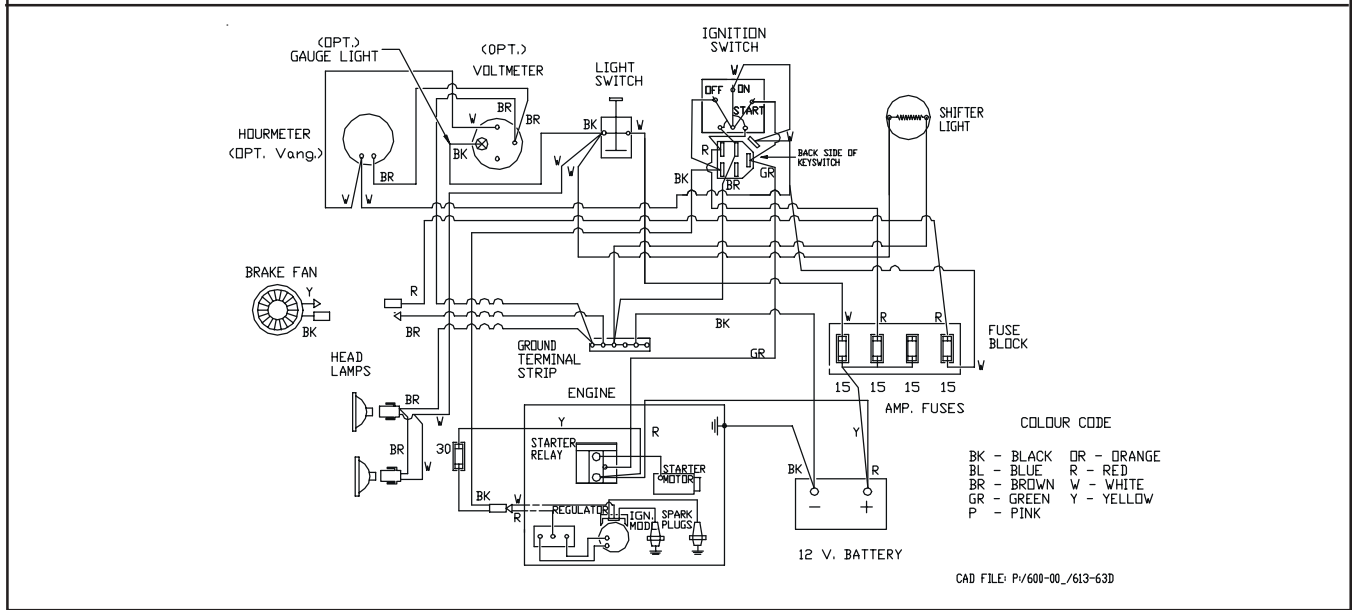 (OPT.)
GAUGE LIGHT
(OPT.)
VOLTMETER
LIGHT
SWITCH
IGNITION
SWITCH
W
OFF
ON
START
SHIFTER
LIGHT
HOURMETER
(OPT. Vang.)
W
BR
BR
BK
BR
W
W
BK
W
W
W
R
W
BACK SIDE OF
KEYSWITCH
BK
BR
GR
BRAKE FAN
Y
BK
R
BR
GROUND
TERMINAL
STRIP
BK
GR
W
R
R
FUSE
BLOCK
W
15
15
15
15
AMP. FUSES
HEAD
LAMPS
BR
W
BR
W
30
ENGINE
Y
R
STARTER
RELAY
STARTER
MOTOR
BK
W
R
REGULATOR
IGN.
MOD.
SPARK
PLUGS
Y
BK
R
-
+
12 V. BATTERY
COLOUR CODE
BK - BLACK OR - ORANGE
BL - BLUE R - RED
BR - BROWN W - WHITE
GR - GREEN Y - YELLOW
P - PINK
CAD FILE: P:/600-00_/613-63D